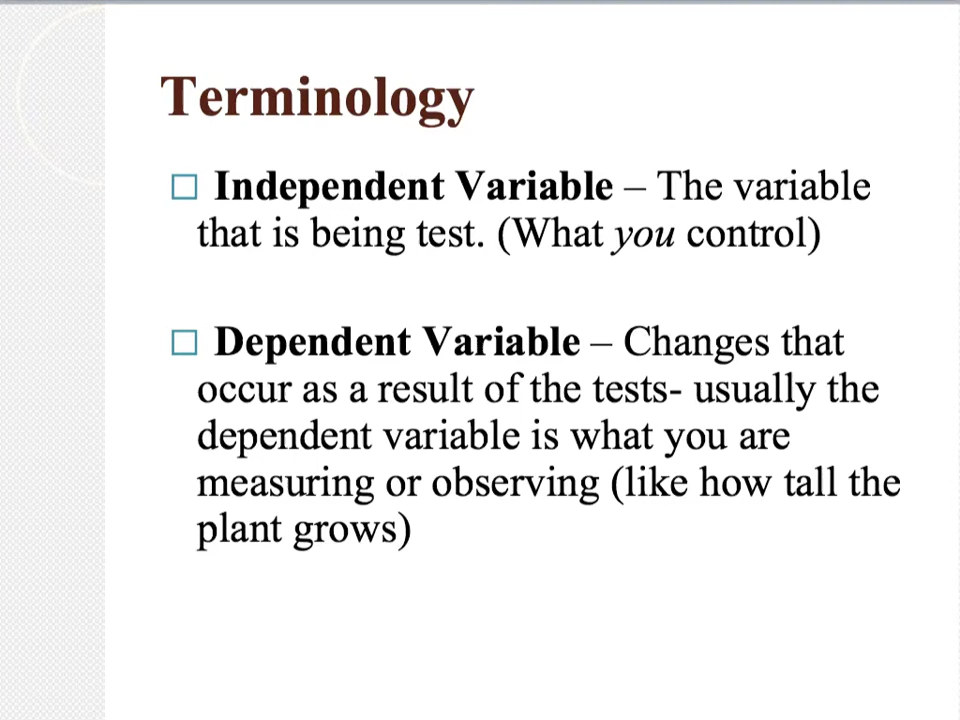 Terminology
Independent Variable – The variable
that is being test. (What you control)
Dependent Variable – Changes that
occur as a result of the tests- usually the
dependent variable is what you are
measuring or observing (like how tall the
plant grows)